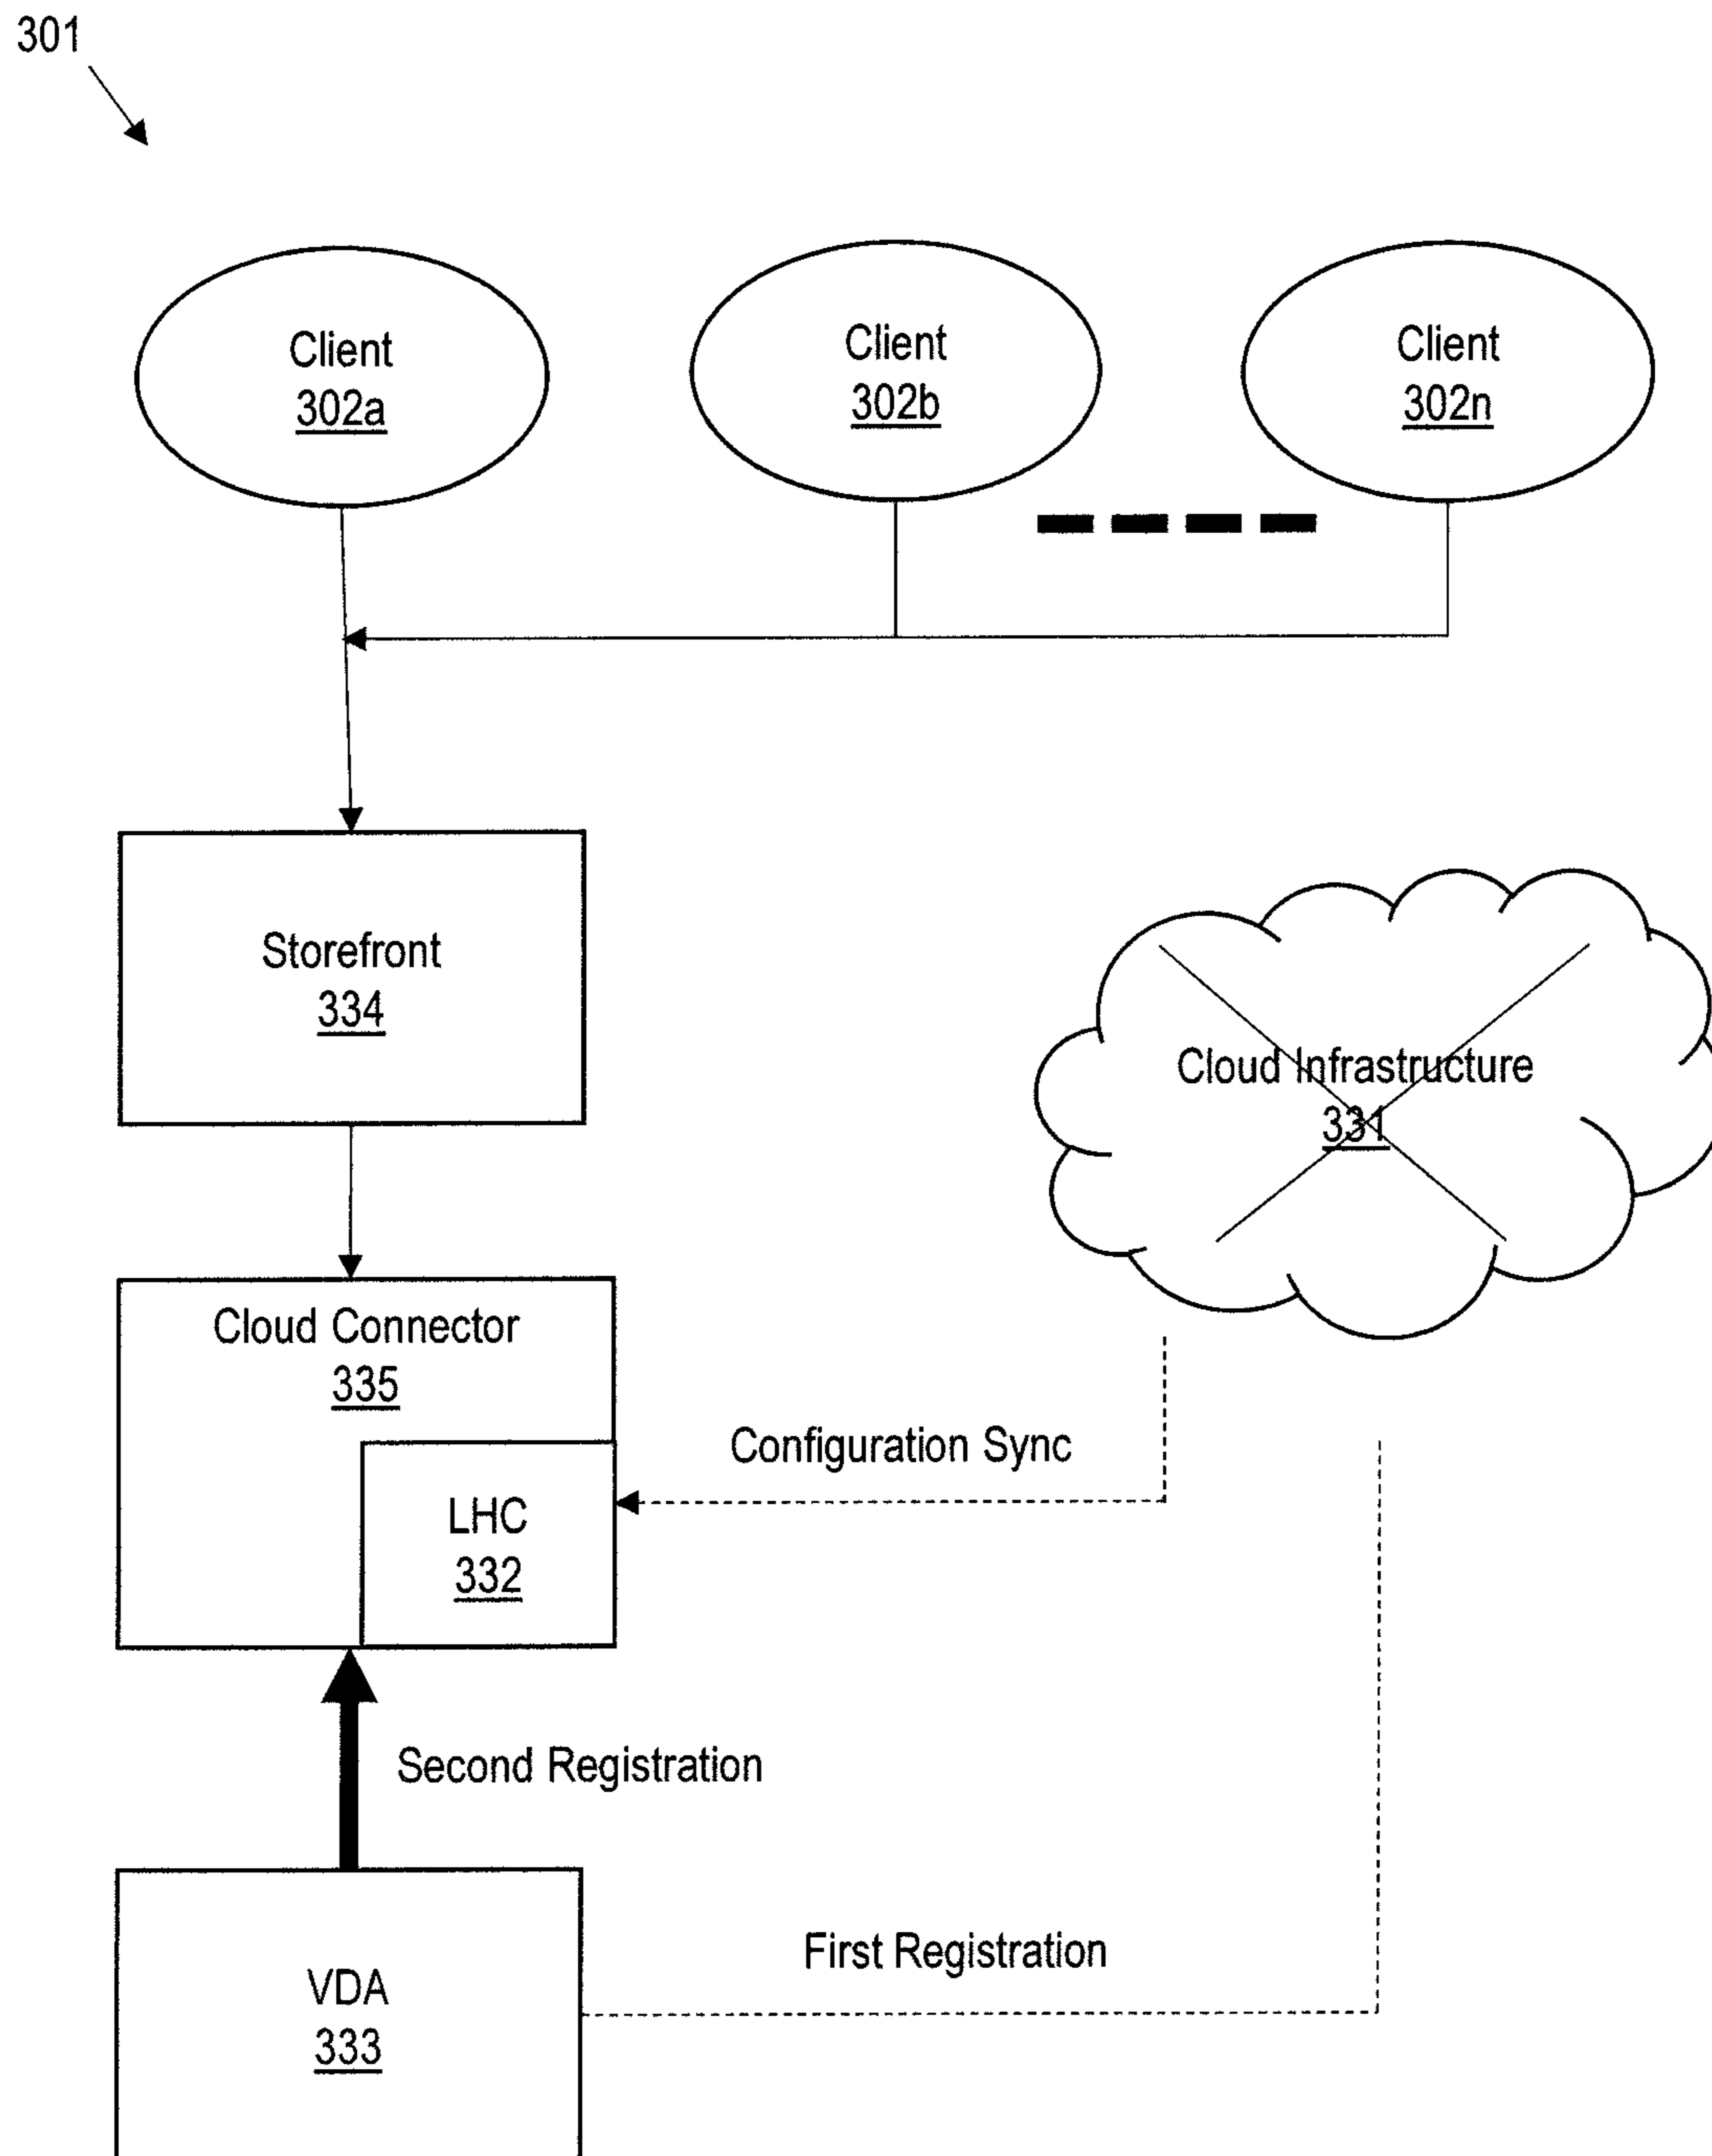 301
Client
302a
Client
302b
Client
302n
Storefront
334
Cloud Infrastructure
331
Cloud Connector
335
Configuration Sync
LHC
332
Second Registration
First Registration
VDA
333